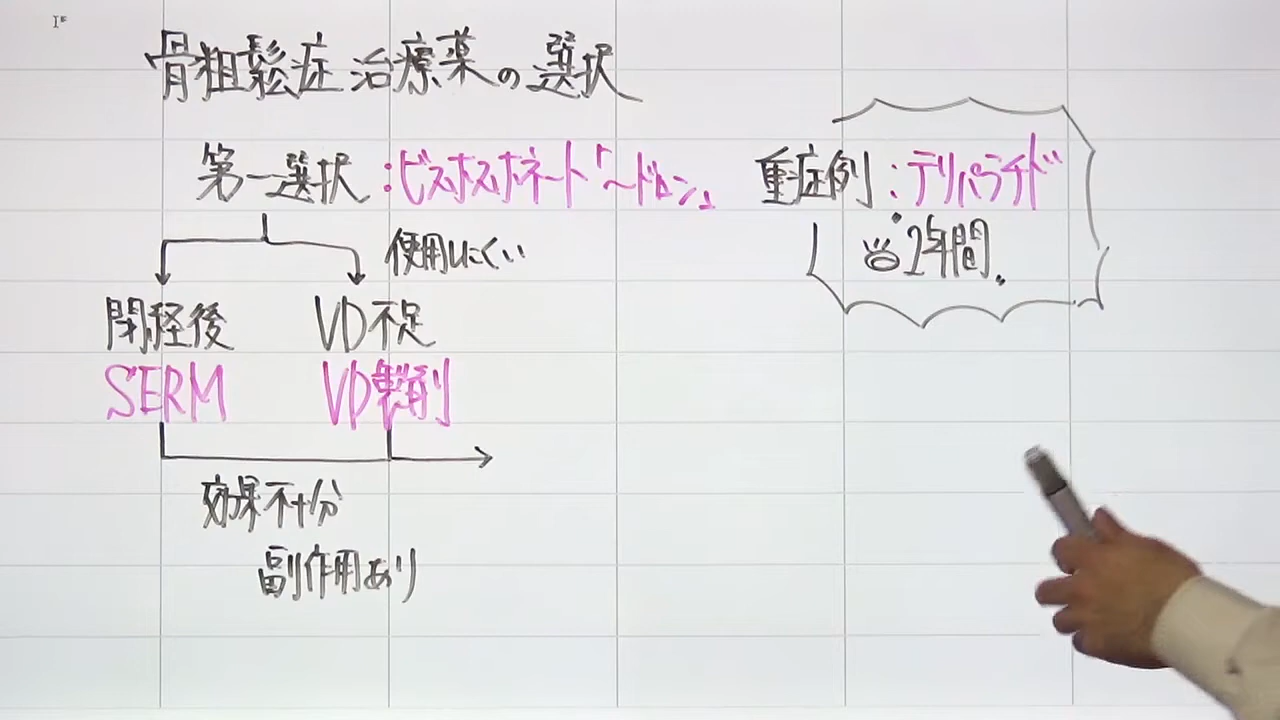 骨粗鬆症治療薬の選択
第一選択:ビスホスホネート「〜ドロン」
使用しにくい
閉経後 VD不足
SERM VD製剤
効果不十分
副作用あり
重症例:テリパラチド
2年間